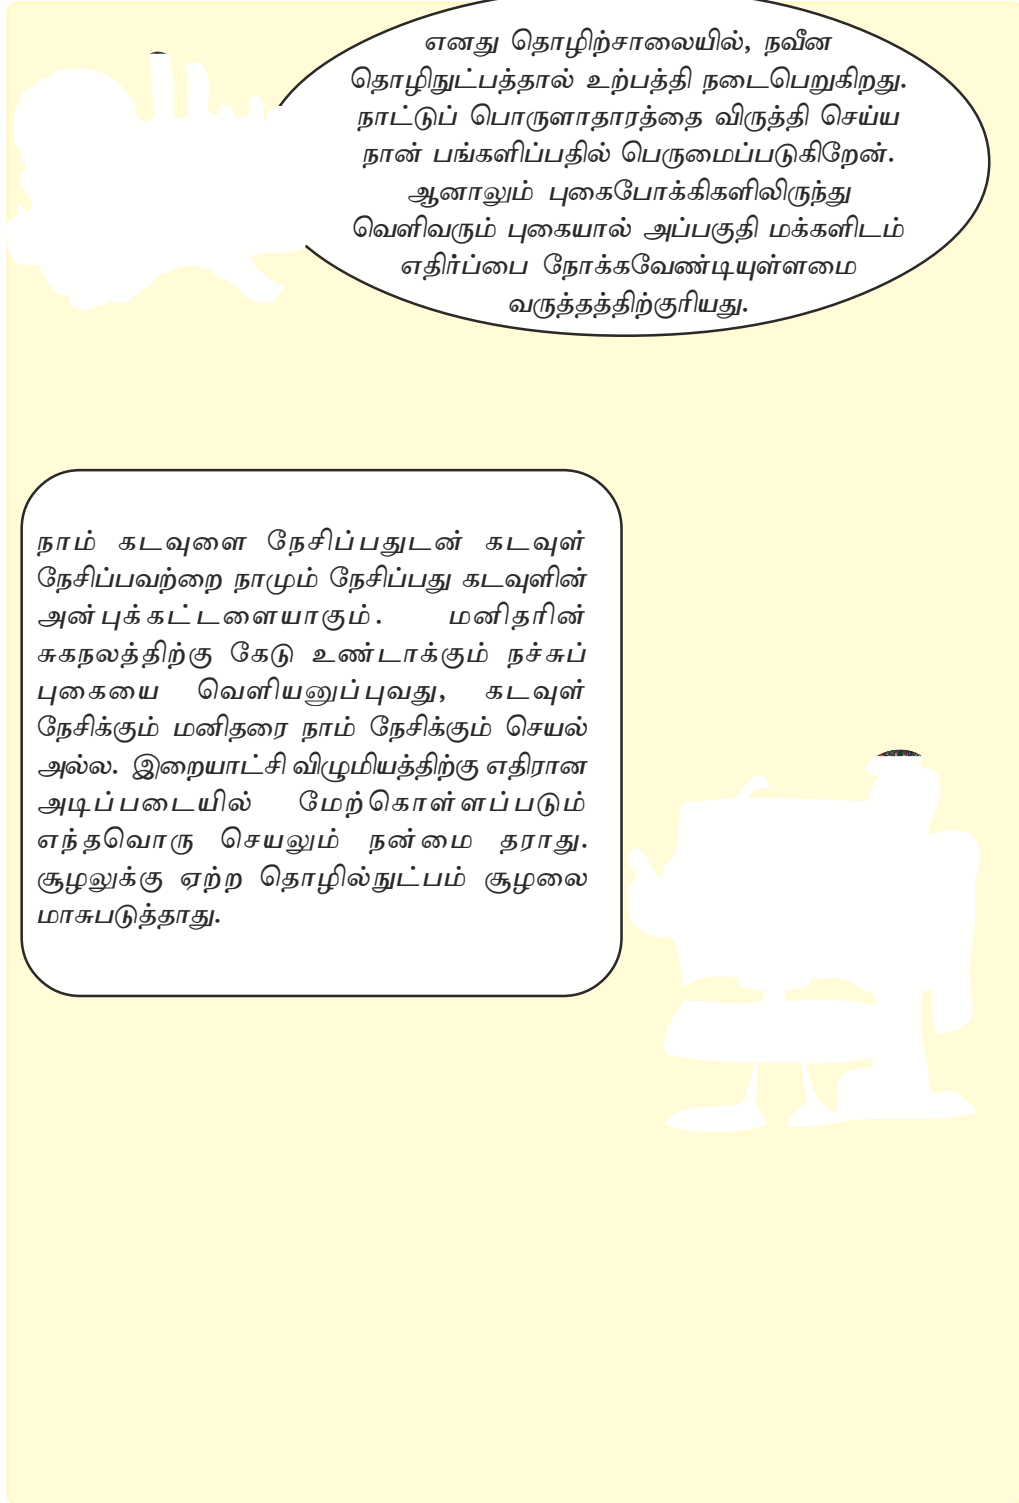 எனது தொழிற்சாலையில், நவீன
தொழிநுட்பத்தால் உற்பத்தி நடைபெறுகிறது.
நாட்டுப் பொருளாதாரத்தை விருத்தி செய்ய
நான் பங்களிப்பதில் பெருமைப்படுகிறேன்.
ஆனாலும் புகைபோக்கிகளிலிருந்து
வெளிவரும் புகையால் அப்பகுதி மக்களிடம்
எதிர்ப்பை நோக்கவேண்டியுள்ளமை
வருத்தத்திற்குரியது.
நாம் கடவுளை நேசிப்பதுடன் கடவுள்
நேசிப்பவற்றை நாமும் நேசிப்பது கடவுளின்
அன்புக்கட்டளையாகும். மனிதரின்
சுகநலத்திற்கு கேடு உண்டாக்கும் நச்சுப்
புகையை வெளியனுப்புவது, கடவுள்
நேசிக்கும் மனிதரை நாம் நேசிக்கும் செயல்
அல்ல. இறையாட்சி விழுமியத்திற்கு எதிரான
அடிப்படையில் மேற்கொள்ளப்படும்
எந்தவொரு செயலும் நன்மை தராது.
சூழலுக்கு ஏற்ற தொழில்நுட்பம் சூழலை
மாசுபடுத்தாது.